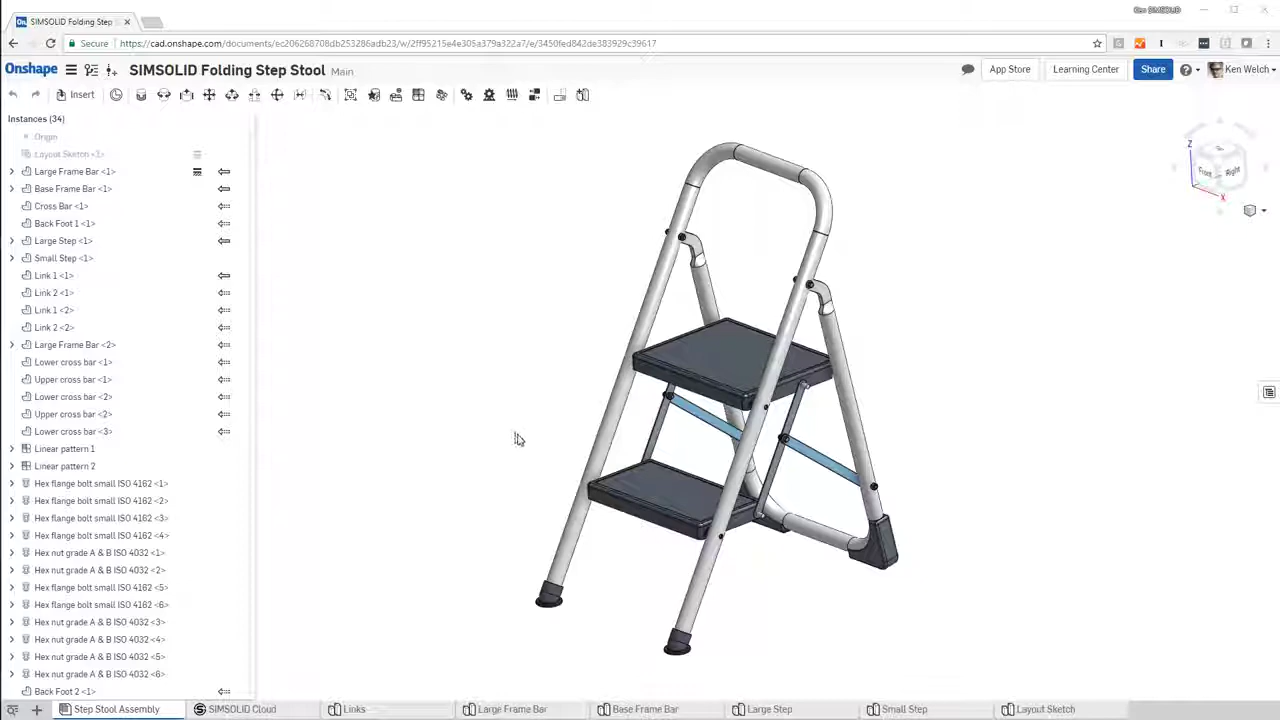 SIMSOLID Folding Step
Secure
https://cad.onshape.com/documents/ec206268708db253286adb23/w/2ff9521e4e305a379a322a7/e/3450fed842de383929c39617
Onshape
SIMSOLID Folding Step Stool
Main
App Store
Learning Center
Share
Ken Welch
Insert
Instances (34)
Origin
Layout Sketch <3>
Large Frame Bar <1>
Base Frame Bar <1>
Cross Bar <1>
Back Foot 1 <1>
Large Step <1>
Small Step <1>
Link 1 <1>
Link 2 <1>
Link 1 <2>
Link 2 <2>
Large Frame Bar <2>
Lower cross bar <1>
Upper cross bar <1>
Lower cross bar <2>
Upper cross bar <2>
Lower cross bar <3>
Linear pattern 1
Linear pattern 2
Hex flange bolt small ISO 4162 <1>
Hex flange bolt small ISO 4162 <2>
Hex flange bolt small ISO 4162 <3>
Hex flange bolt small ISO 4162 <4>
Hex nut grade A & B ISO 4032 <1>
Hex nut grade A & B ISO 4032 <2>
Hex flange bolt small ISO 4162 <5>
Hex flange bolt small ISO 4162 <6>
Hex nut grade A & B ISO 4032 <3>
Hex nut grade A & B ISO 4032 <4>
Hex nut grade A & B ISO 4032 <5>
Hex nut grade A & B ISO 4032 <6>
Back Foot 2 <1>
Z
Front
Right
X
Step Stool Assembly
SIMSOLID Cloud
Links
Large Frame Bar
Base Frame Bar
Large Step
Small Step
Layout Sketch